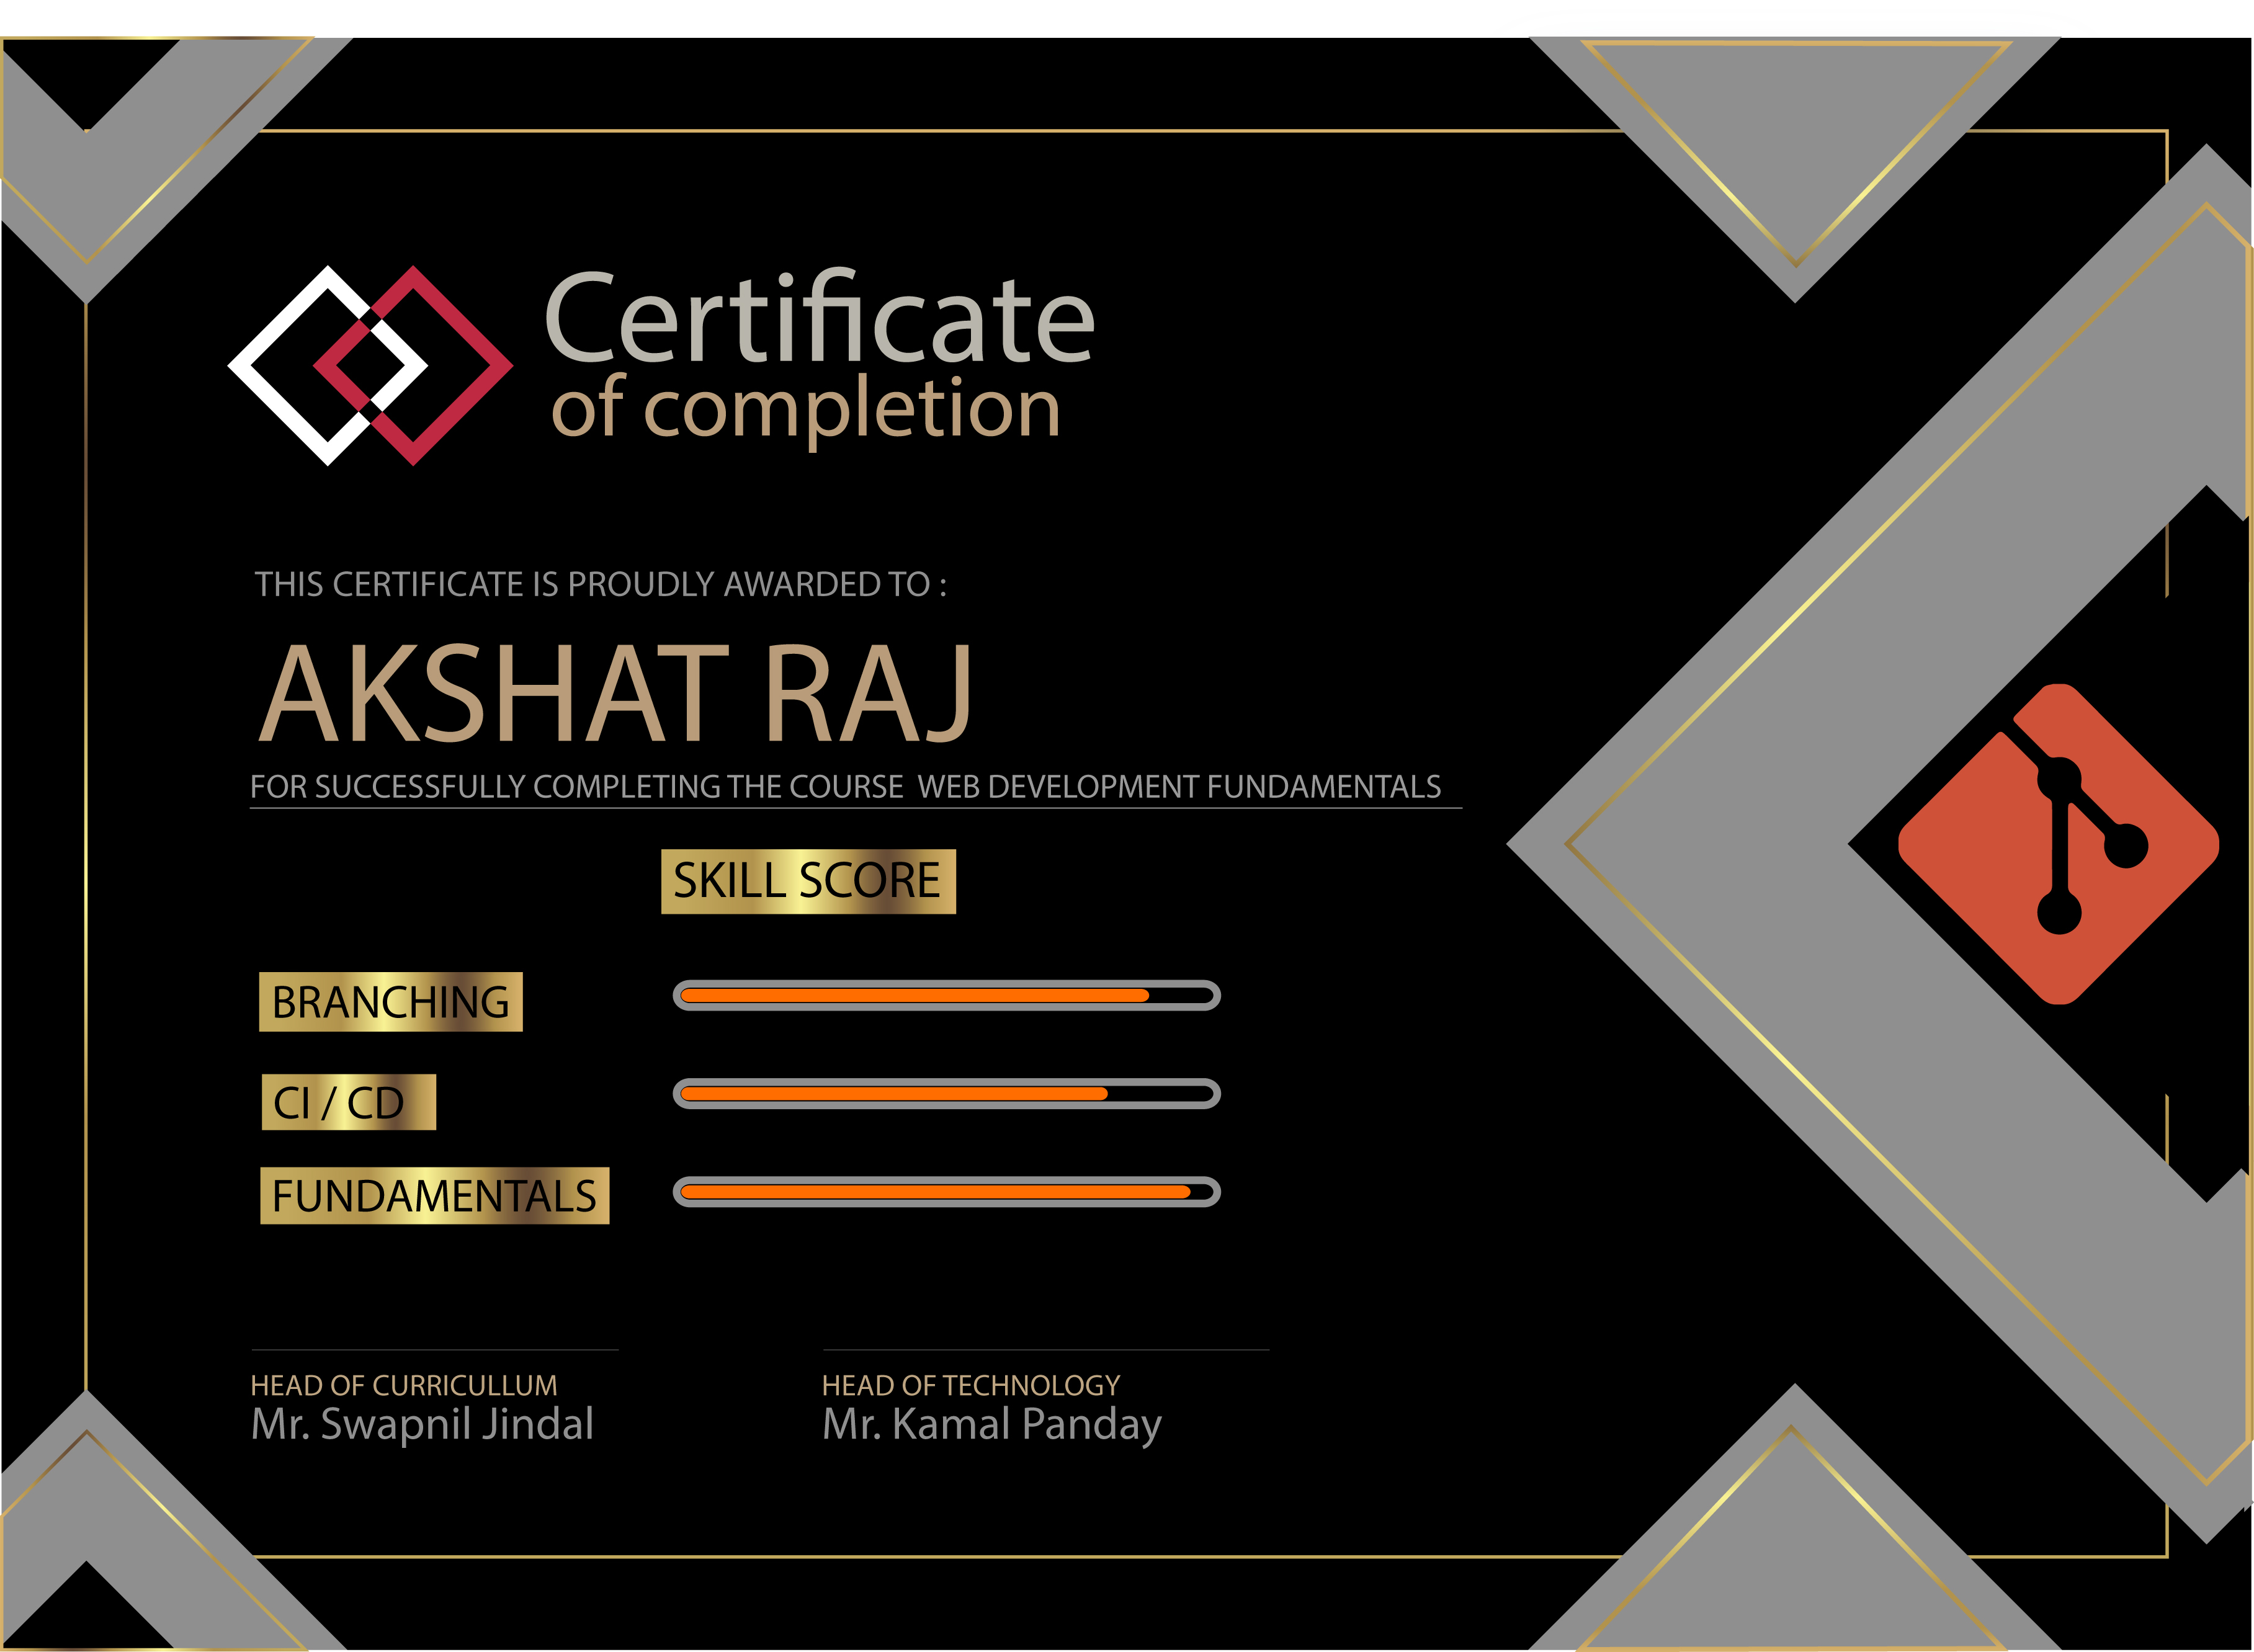 Certificate
of completion
THIS CERTIFICATE IS PROUDLY AWARDED TO :
AKSHAT RAJ
FOR SUCCESSFULLY COMPLETING THE COURSE  WEB DEVELOPMENT FUNDAMENTALS
SKILL SCORE
BRANCHING
CI / CD
FUNDAMENTALS
HEAD OF CURRICULLUM
Mr. Swapnil Jindal
HEAD OF TECHNOLOGY
Mr. Kamal Panday